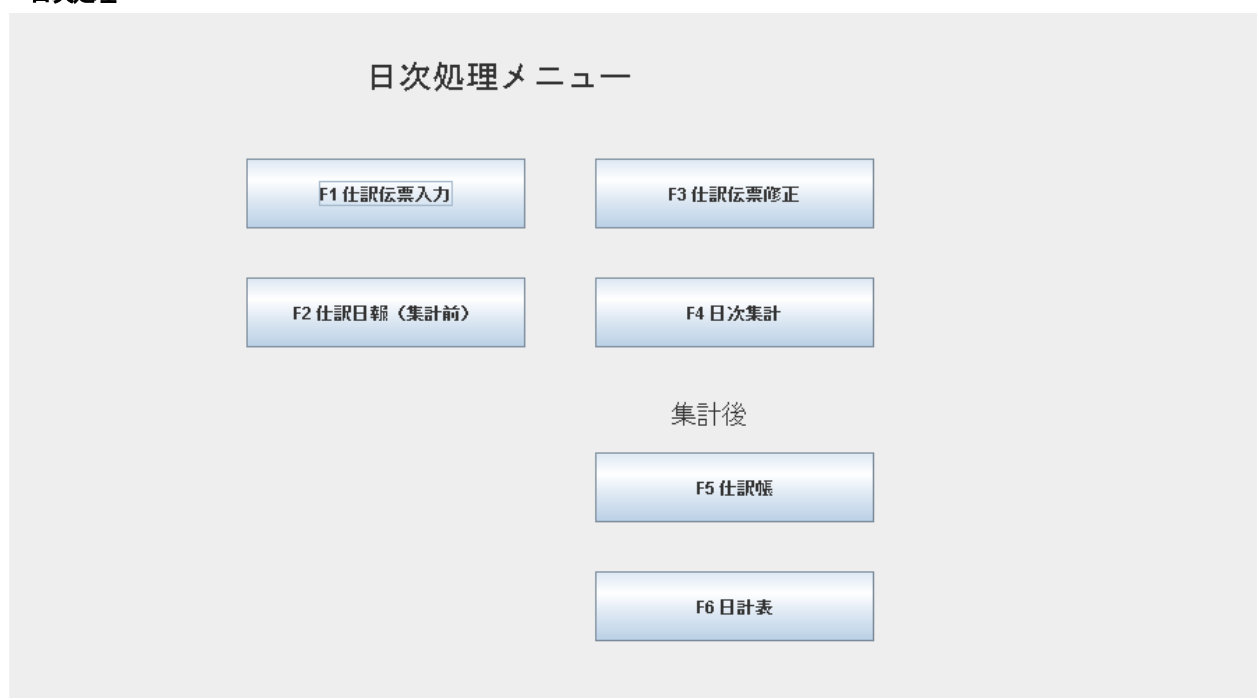 日次処理メニュー
F1 仕訳伝票入力
F3 仕訳伝票修正
F2 仕訳日報（集計前）
F4 日次集計
集計後
F5 仕訳帳
F6 日計表